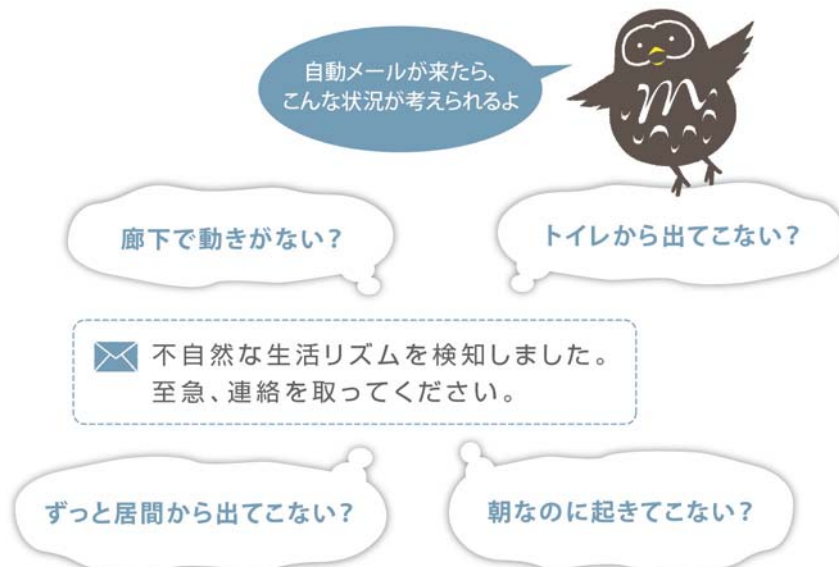 自動メールが来たら、
こんな状況が考えられるよ
m
廊下で動きがない？
トイレから出てこない？
不自然な生活リズムを検知しました。
至急、連絡を取ってください。
ずっと居間から出てこない？
朝なのに起きてこない？